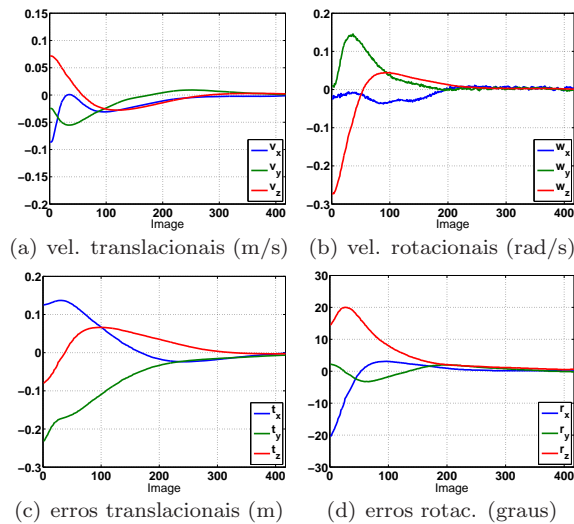 0.15
0.1
0.05
0
−0.05
−0.1
−0.15
−0.2
0 100 200 300 400
Image
v_x
v_y
v_z
(a) vel. translacionais (m/s)
0.2
0.1
0
−0.1
−0.2
−0.3
0 100 200 300 400
Image
w_x
w_y
w_z
(b) vel. rotacionais (rad/s)
0.2
0.1
0
−0.1
−0.2
−0.3
0 100 200 300 400
Image
t_x
t_y
t_z
(c) erros translacionais (m)
30
20
10
0
−10
−20
−30
0 100 200 300 400
Image
r_x
r_y
r_z
(d) erros rotac. (graus)